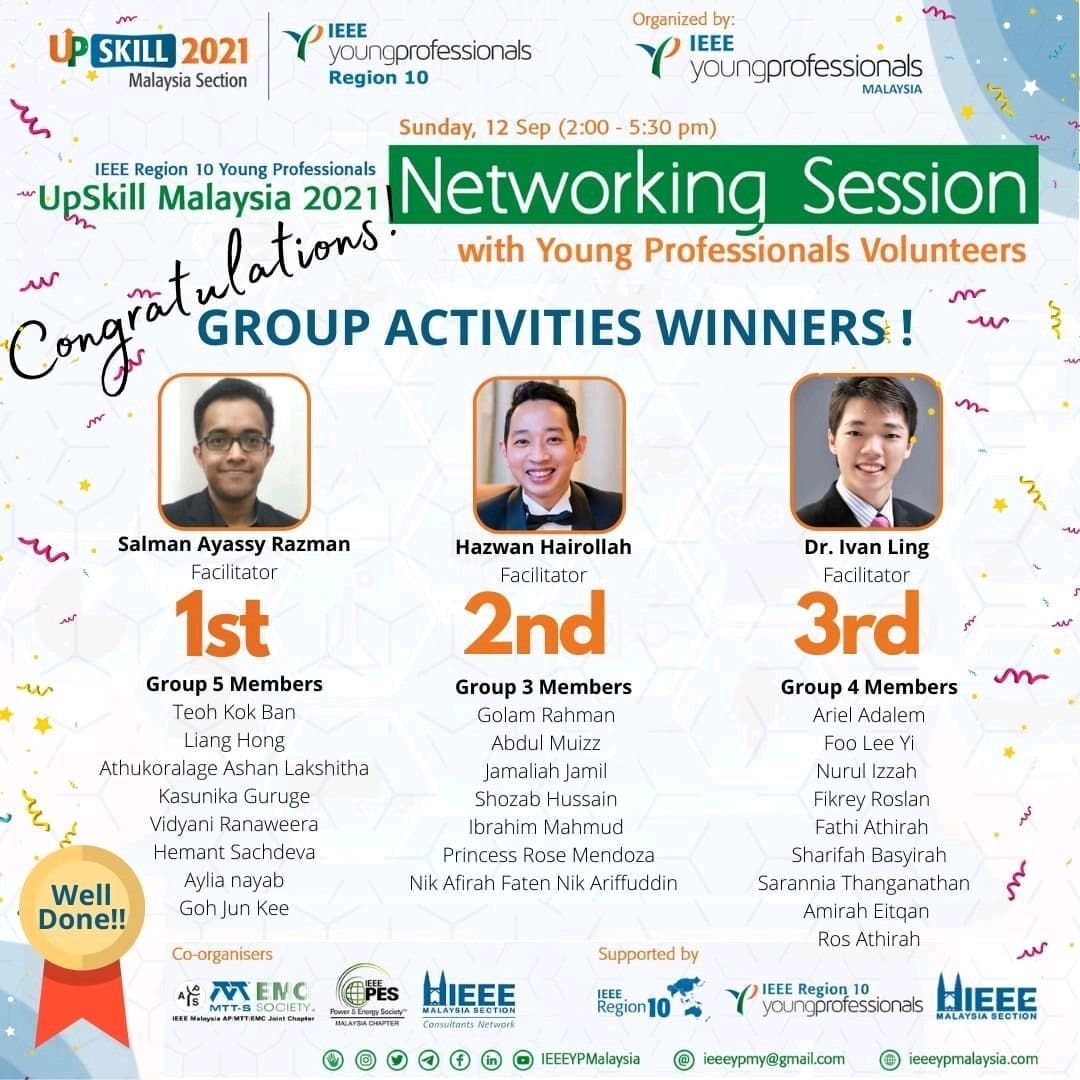 UP SKILL 2021
Malaysia Section
IEEE
youngprofessionals
Region 10
Organized by:
IEEE
youngprofessionals
MALAYSIA
Sunday, 12 Sep (2:00 - 5:30 pm)
IEEE Region 10 Young Professionals
UpSkill Malaysia 2021
Networking Session
with Young Professionals Volunteers
Congratulations!
GROUP ACTIVITIES WINNERS !
Salman Ayassy Razman
Facilitator
1st
Group 5 Members
Teoh Kok Ban
Liang Hong
Athukoralage Ashan Lakshitha
Kasunika Guruge
Vidyani Ranaweera
Hemant Sachdeva
Aylia nayab
Goh Jun Kee
Hazwan Hairollah
Facilitator
2nd
Group 3 Members
Golam Rahman
Abdul Muizz
Jamaliah Jamil
Shozab Hussain
Ibrahim Mahmud
Princess Rose Mendoza
Nik Afirah Faten Nik Ariffuddin
Dr. Ivan Ling
Facilitator
3rd
Group 4 Members
Ariel Adalem
Foo Lee Yi
Nurul Izzah
Fikrey Roslan
Fathi Athirah
Sharifah Basyirah
Sarannia Thanganathan
Amirah Eitqan
Ros Athirah
Well
Done!!
Co-organisers
MTT-S
EMC
SOCIETY
IEEE Malaysia AP/MTT/EMC Joint Chapter
IEEE
PES
Power & Energy Society™
MALAYSIA CHAPTER
IEEE
MALAYSIA SECTION
Consultants Network
Supported by
IEEE
Region 10
IEEE Region 10
youngprofessionals
IEEE
MALAYSIA SECTION
IEEEYPMalaysia
ieeeypmy@gmail.com
ieeeypmalaysia.com